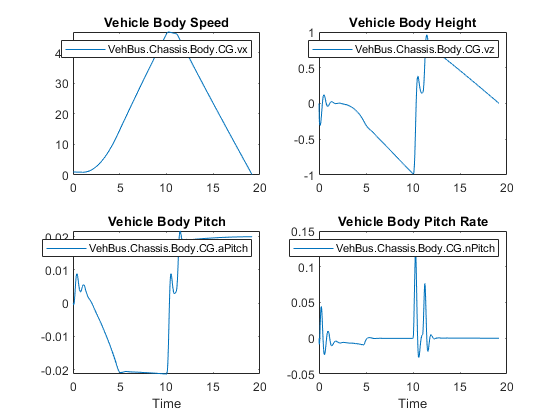 Vehicle Body Speed
VehBus.Chassis.Body.CG.vx
40
30
20
10
0
0 5 10 15 20
Vehicle Body Height
VehBus.Chassis.Body.CG.vz
1
0.5
0
-0.5
-1
0 5 10 15 20
Vehicle Body Pitch
VehBus.Chassis.Body.CG.aPitch
0.02
0.01
0
-0.01
-0.02
0 5 10 15 20
Time
Vehicle Body Pitch Rate
VehBus.Chassis.Body.CG.nPitch
0.15
0.1
0.05
0
-0.05
0 5 10 15 20
Time